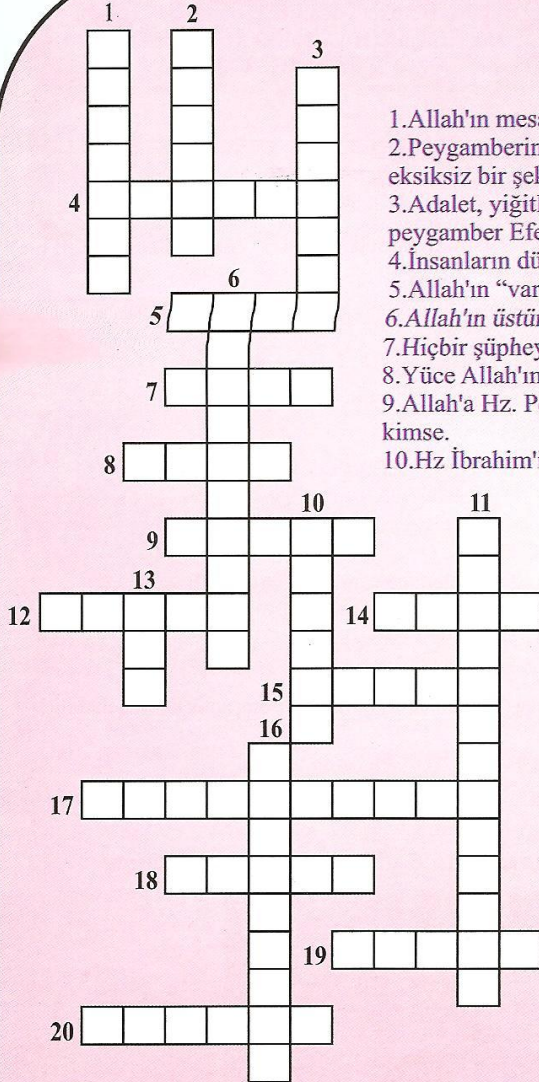 1 2
3
1.Allah'ın mes
2.Peygamberin
eksiksiz bir şek
3.Adalet, yiğitl
peygamber Efe
4 4.İnsanların dü
6
5 5.Allah'ın “var
6.Allah'ın üstün
7.Hiçbir şüphey
7 8.Yüce Allah'ın
9.Allah'a Hz. P
kimse.
8 10.Hz İbrahim'i
10 11
9
13
12 14
15
16
17
18
19
20